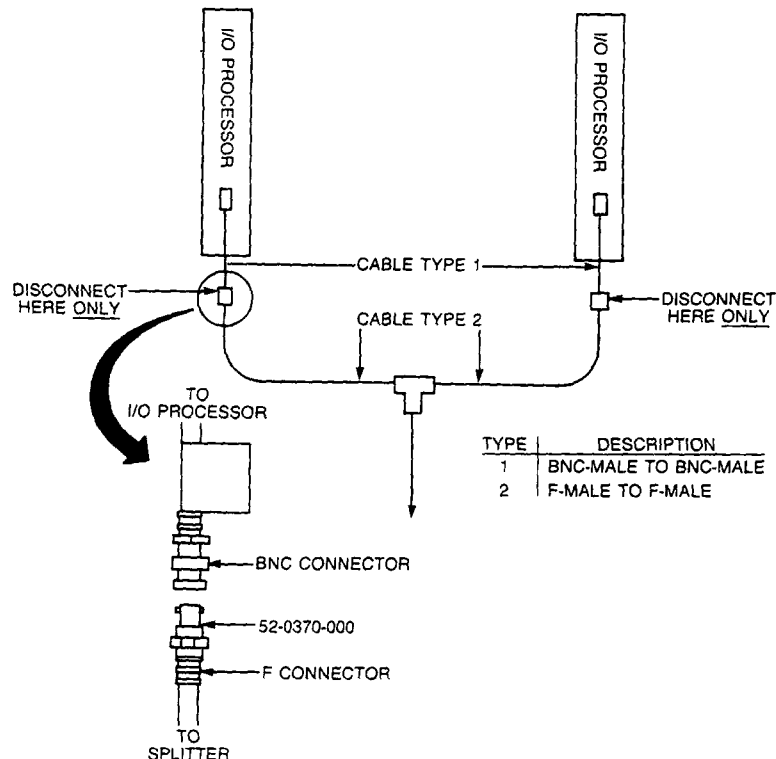 I/O PROCESSOR
I/O PROCESSOR
CABLE TYPE 1
DISCONNECT
HERE ONLY
DISCONNECT
HERE ONLY
CABLE TYPE 2
TO
I/O PROCESSOR
TYPE DESCRIPTION
1 BNC-MALE TO BNC-MALE
2 F-MALE TO F-MALE
BNC CONNECTOR
52-0370-000
F CONNECTOR
TO
SPLITTER